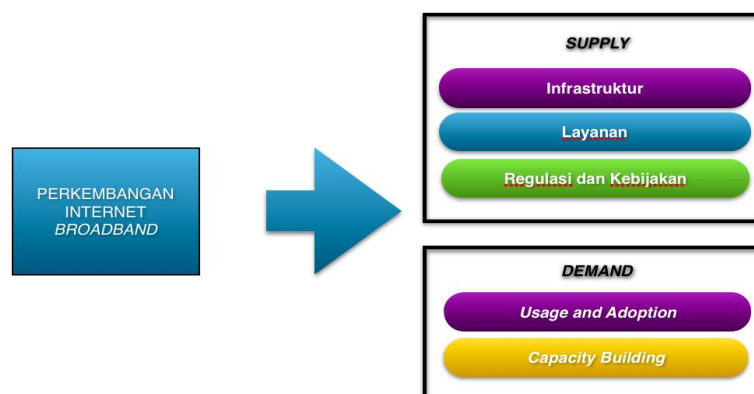 PERKEMBANGAN
INTERNET
BROADBAND
SUPPLY
Infrastruktur
Layanan
Regulasi dan Kebijakan
DEMAND
Usage and Adoption
Capacity Building